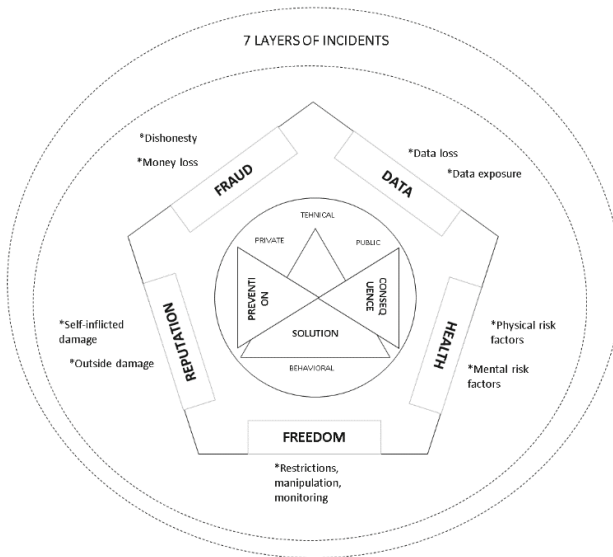 7 LAYERS OF INCIDENTS
*Dishonesty
*Money loss
FRAUD
*Data loss
*Data exposure
DATA
TEHNICAL
PRIVATE
PUBLIC
PREVENTI
ON
CONSEQ
UENCE
SOLUTION
BEHAVIORAL
*Self-inflicted
damage
*Outside damage
REPUTATION
*Physical risk
factors
*Mental risk
factors
HEALTH
FREEDOM
*Restrictions,
manipulation,
monitoring